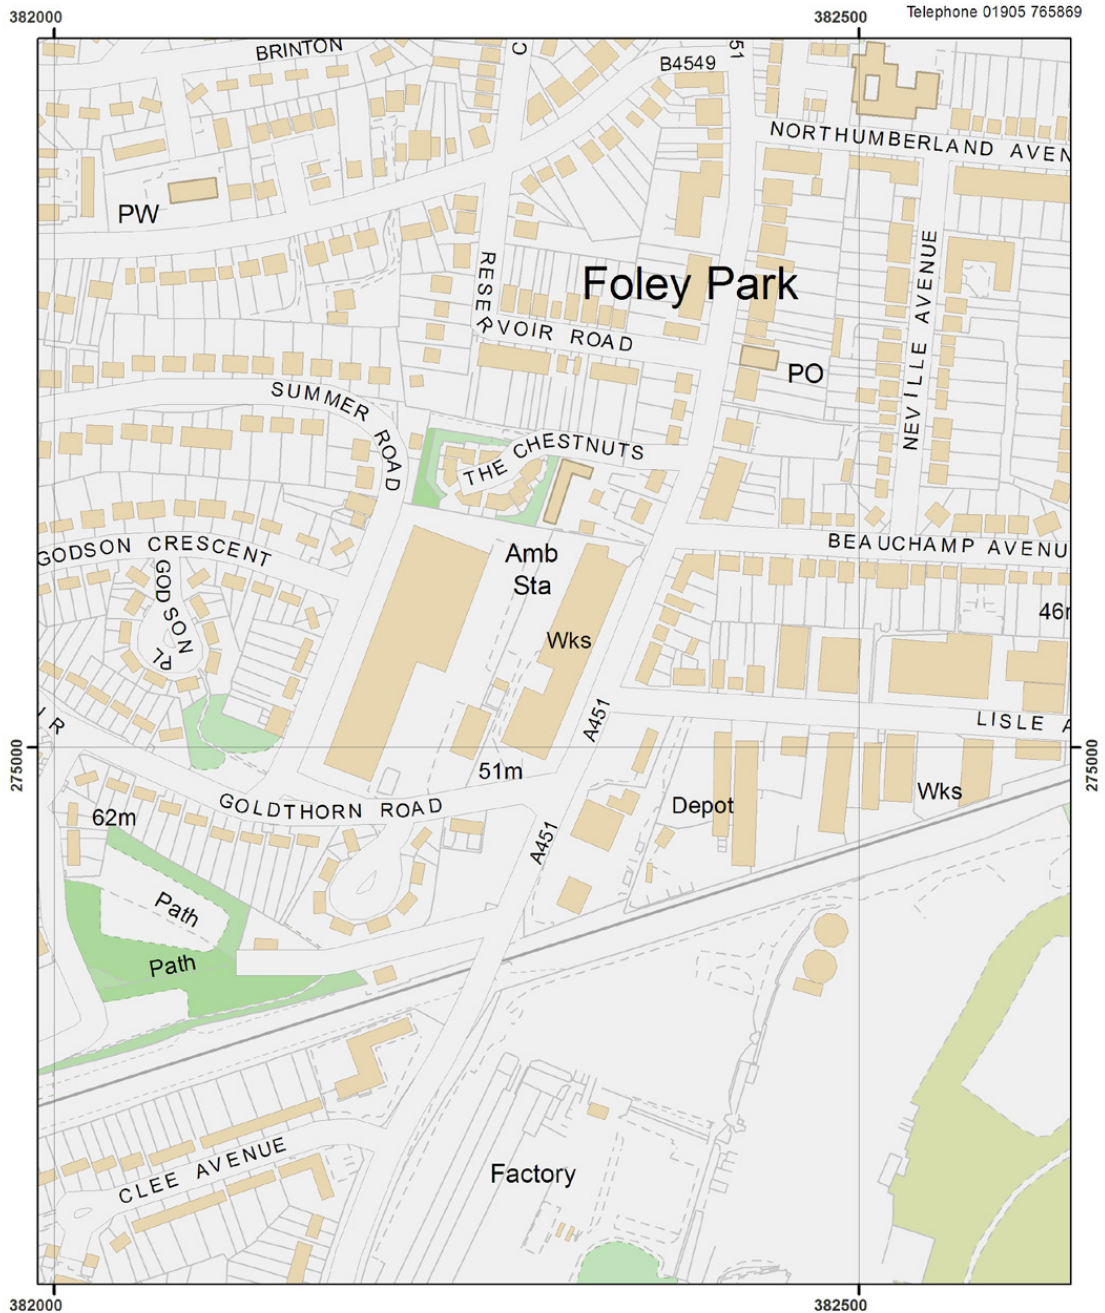 382000
382500
Telephone 01905 765869
BRINTON
C
B4549
51
NORTHUMBERLAND AVEN
PW
RESERVOIR ROAD
Foley Park
NEVILLE AVENUE
PO
SUMMER ROAD
THE CHESTNUTS
GODSON CRESCENT
GODSON PL
Amb
Sta
BEAUCHAMP AVENU
Wks
46m
A451
LISLE A
L R
275000
275000
51m
GOLDTHORN ROAD
62m
Depot
Wks
A451
Path
Path
CLEE AVENUE
Factory
382000
382500